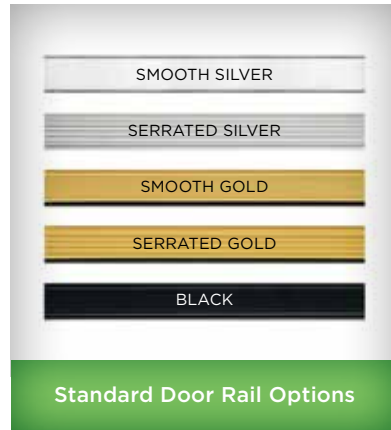 SMOOTH SILVER
SERRATED SILVER
SMOOTH GOLD
SERRATED GOLD
BLACK
Standard Door Rail Options